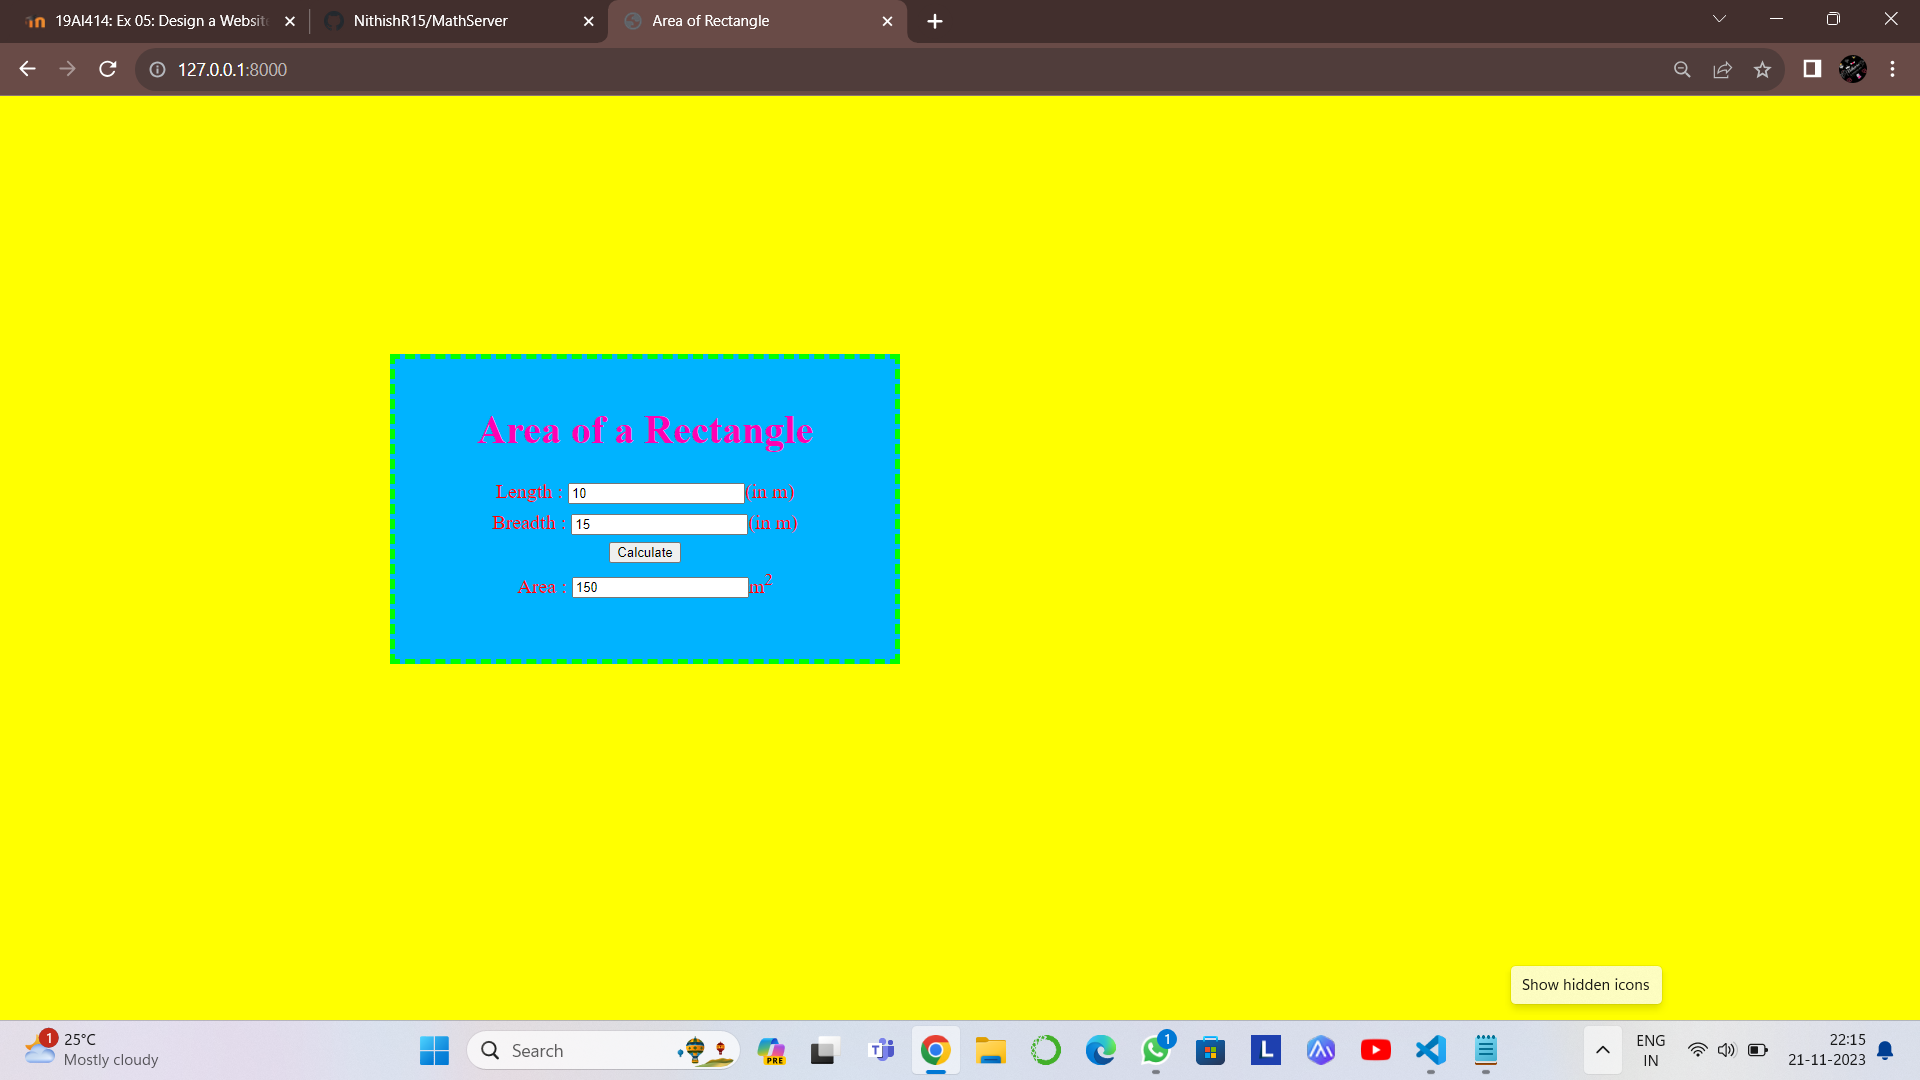 19AI414: Ex 05: Design a Website
NithishR15/MathServer
Area of Rectangle
127.0.0.1:8000
Area of a Rectangle
Length : 10 (in m)
Breadth : 15 (in m)
Calculate
Area : 150 m²
Show hidden icons
1
25°C
Mostly cloudy
Search
PRE
T
1
L
ENG
IN
22:15
21-11-2023